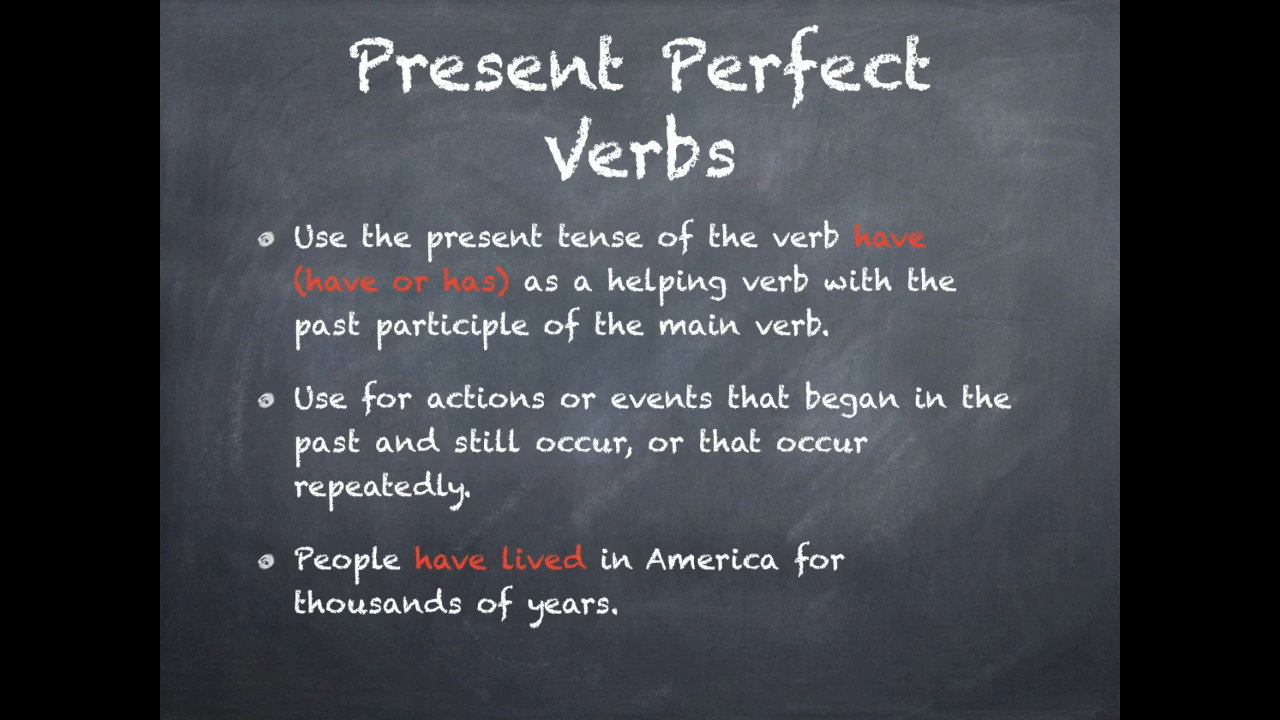 Present Perfect
Verbs
Use the present tense of the verb have
(have or has) as a helping verb with the
past participle of the main verb.
Use for actions or events that began in the
past and still occur, or that occur
repeatedly.
People have lived in America for
thousands of years.